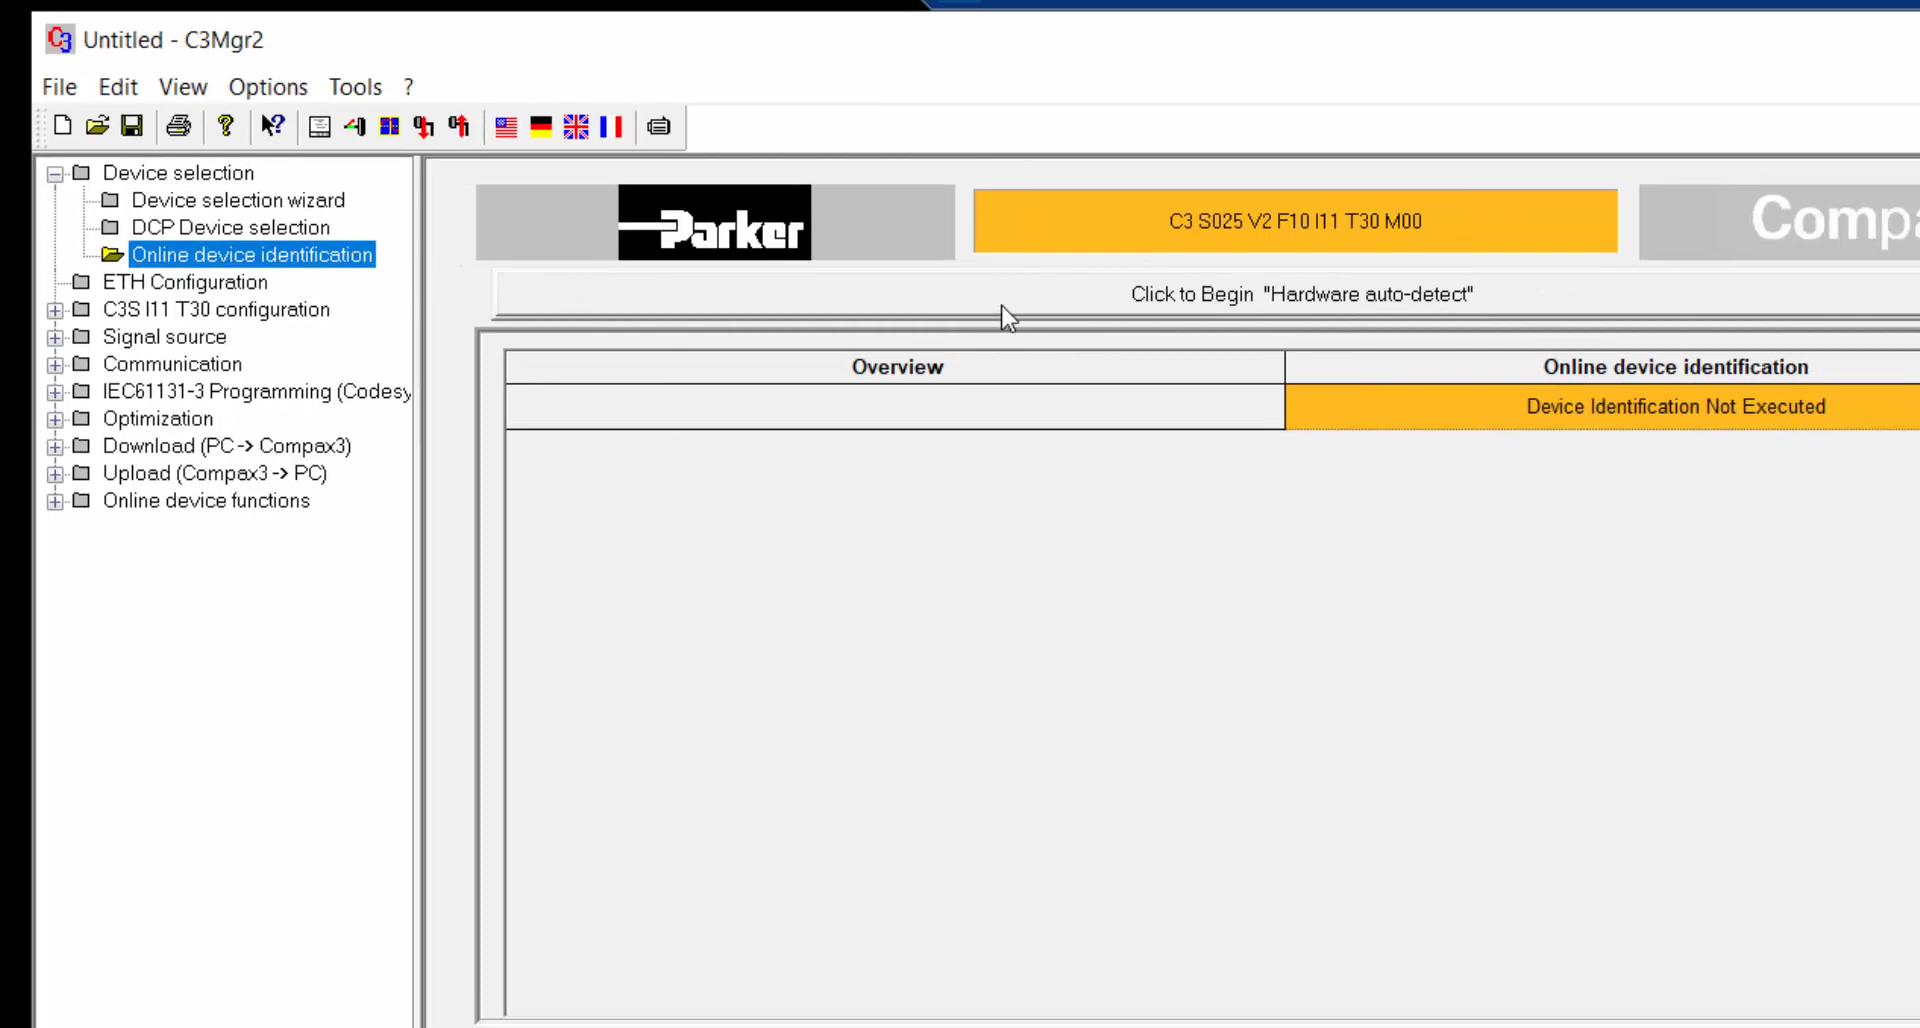 Untitled - C3Mgr2
File Edit View Options Tools ?
Device selection
Device selection wizard
DCP Device selection
Online device identification
ETH Configuration
C3S I11 T30 configuration
Signal source
Communication
IEC61131-3 Programming (Codesy
Optimization
Download (PC -> Compax3)
Upload (Compax3 -> PC)
Online device functions
Parker
C3 S025 V2 F10 I11 T30 M00
Compa
Click to Begin "Hardware auto-detect"
Overview
Online device identification
Device Identification Not Executed